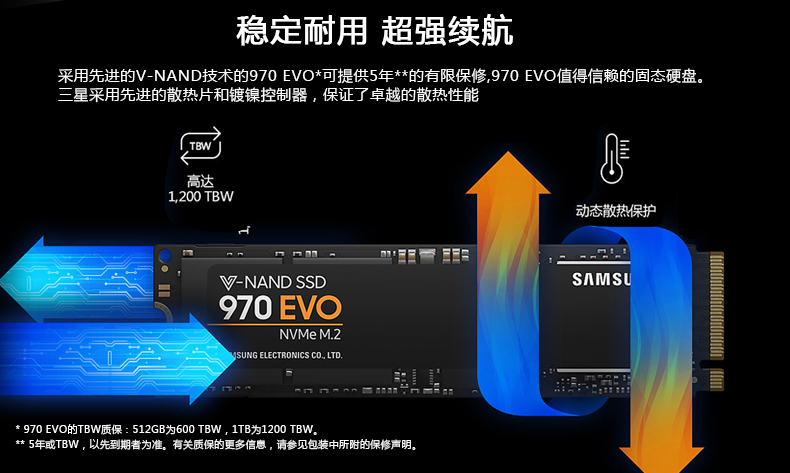 稳定耐用 超强续航
采用先进的V-NAND技术的970 EVO*可提供5年**的有限保修,970 EVO值得信赖的固态硬盘。
三星采用先进的散热片和镀镍控制器，保证了卓越的散热性能
TBW
高达
1,200 TBW
动态散热保护
V-NAND SSD
970 EVO
NVMe M.2
SUNG ELECTRONICS CO., LTD.
SAMSU
* 970 EVO的TBW质保：512GB为600 TBW，1TB为1200 TBW。
** 5年或TBW，以先到期者为准。有关质保的更多信息，请参见包装中所附的保修声明。